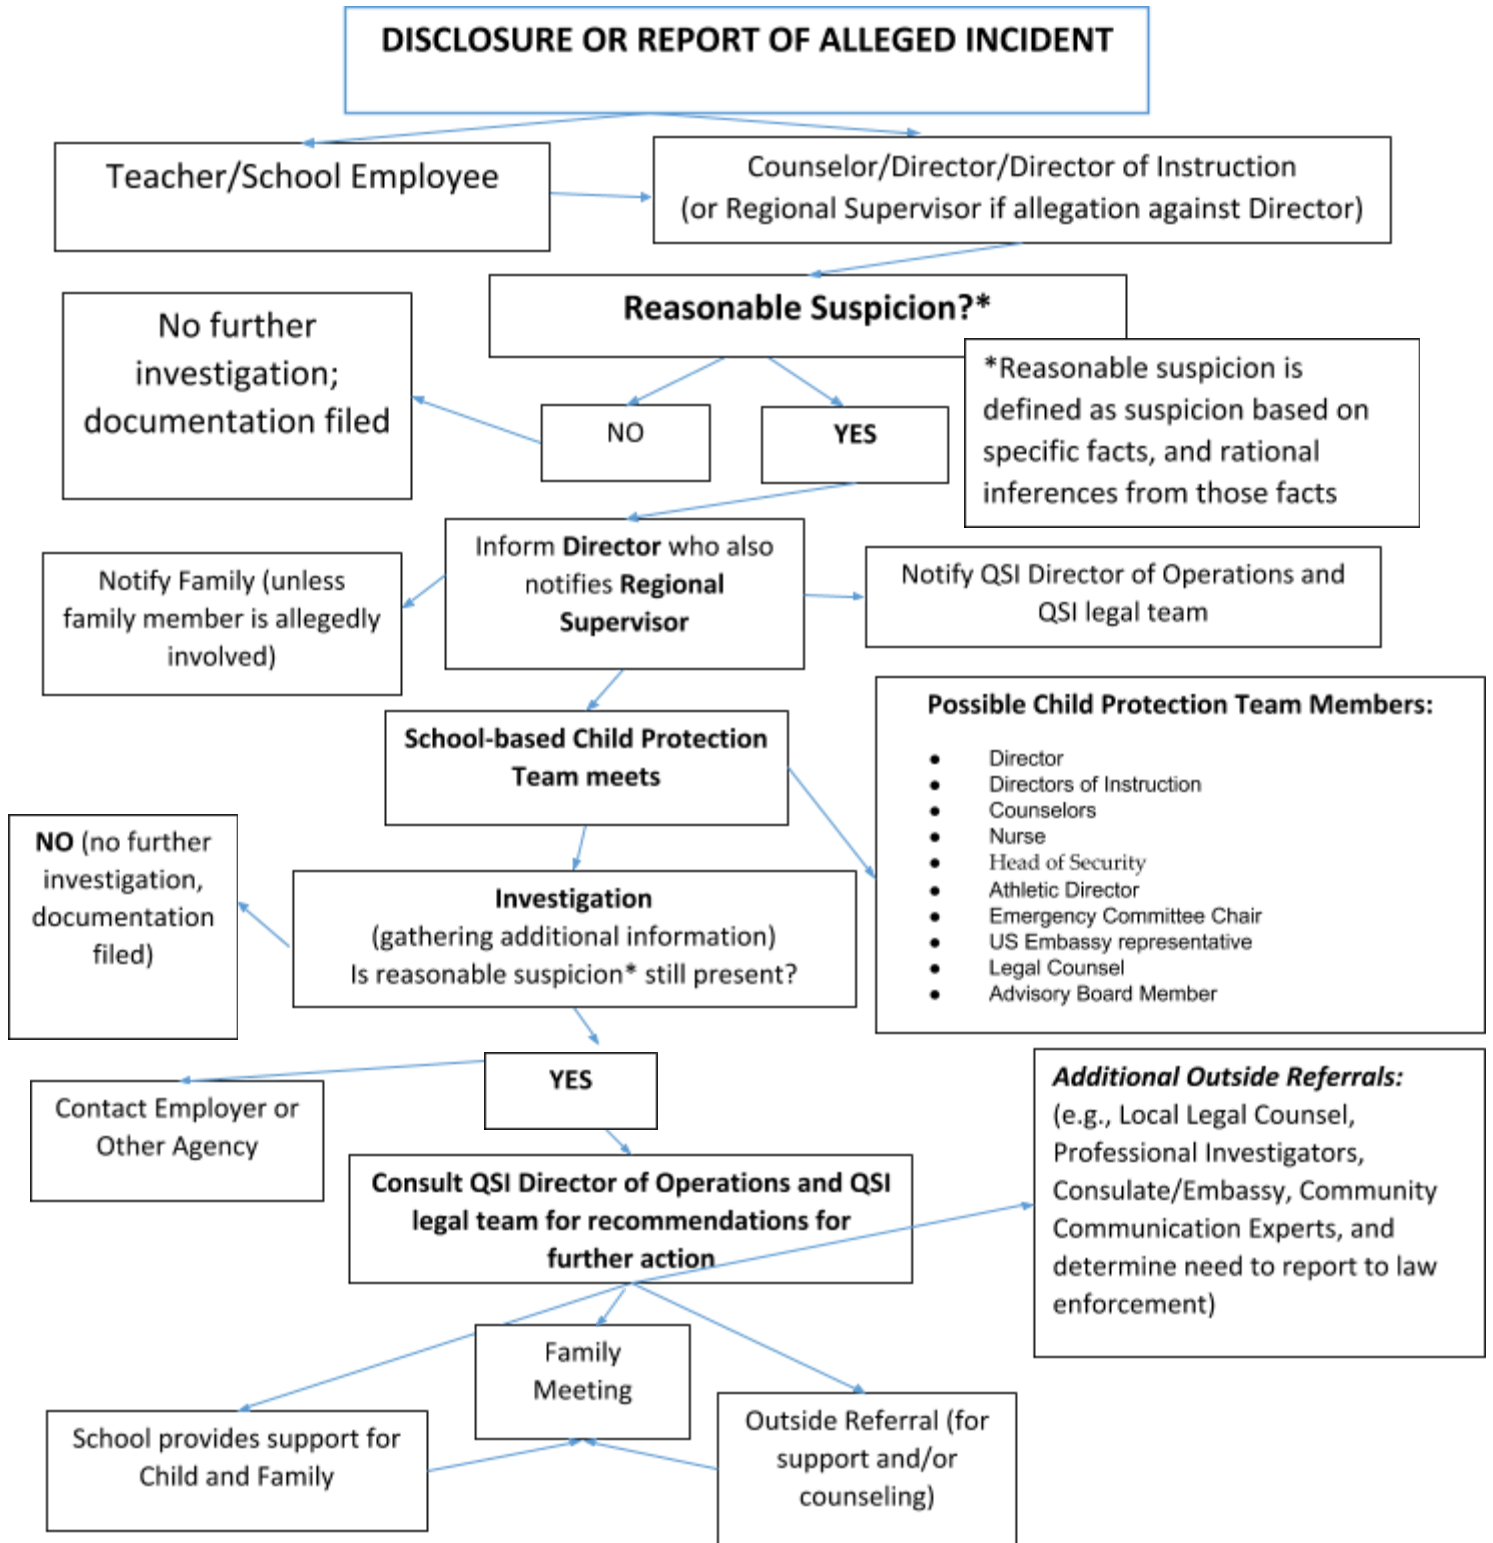 DISCLOSURE OR REPORT OF ALLEGED INCIDENT
Teacher/School Employee
Counselor/Director/Director of Instruction
(or Regional Supervisor if allegation against Director)
Reasonable Suspicion?*
No further
investigation;
documentation filed
NO
YES
*Reasonable suspicion is
defined as suspicion based on
specific facts, and rational
inferences from those facts
Inform Director who also
notifies Regional
Supervisor
Notify Family (unless
family member is allegedly
involved)
Notify QSI Director of Operations and
QSI legal team
School-based Child Protection
Team meets
Possible Child Protection Team Members:
● Director
● Directors of Instruction
● Counselors
● Nurse
● Head of Security
● Athletic Director
● Emergency Committee Chair
● US Embassy representative
● Legal Counsel
● Advisory Board Member
NO (no further
investigation,
documentation
filed)
Investigation
(gathering additional information)
Is reasonable suspicion* still present?
YES
Contact Employer or
Other Agency
Additional Outside Referrals:
(e.g., Local Legal Counsel,
Professional Investigators,
Consulate/Embassy, Community
Communication Experts, and
determine need to report to law
enforcement)
Consult QSI Director of Operations and QSI
legal team for recommendations for
further action
Family
Meeting
School provides support for
Child and Family
Outside Referral (for
support and/or
counseling)